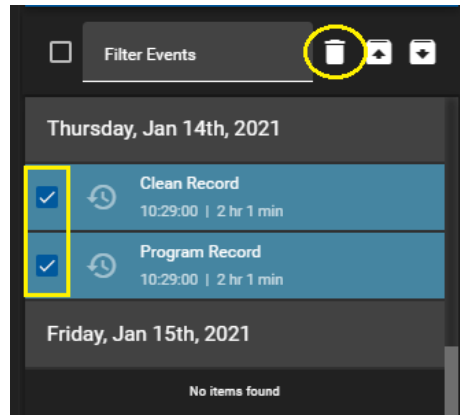 Filter Events
Thursday, Jan 14th, 2021
Clean Record
10:29:00 | 2 hr 1 min
Program Record
10:29:00 | 2 hr 1 min
Friday, Jan 15th, 2021
No items found